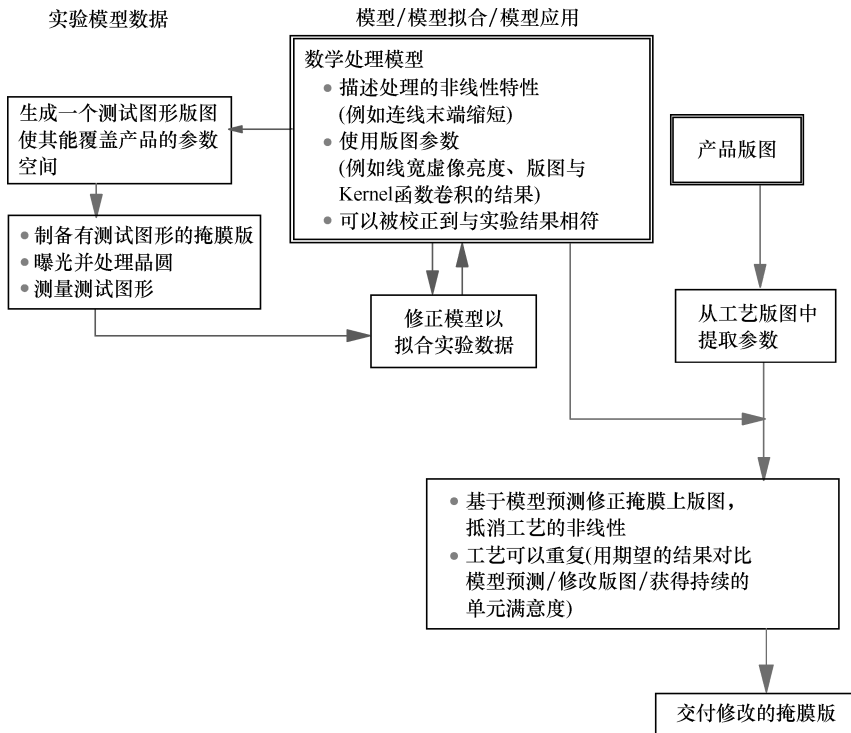 实验模型数据
模型/模型拟合/模型应用
数学处理模型
• 描述处理的非线性特性
(例如连线末端缩短)
• 使用版图参数
(例如线宽虚像亮度、版图与
Kernel函数卷积的结果)
• 可以被校正到与实验结果相符
生成一个测试图形版图
使其能覆盖产品的参数
空间
• 制备有测试图形的掩膜版
• 曝光并处理晶圆
• 测量测试图形
修正模型以
拟合实验数据
产品版图
从工艺版图中
提取参数
• 基于模型预测修正掩膜上版图，
抵消工艺的非线性
• 工艺可以重复(用期望的结果对比
模型预测/修改版图/获得持续的
单元满意度)
交付修改的掩膜版